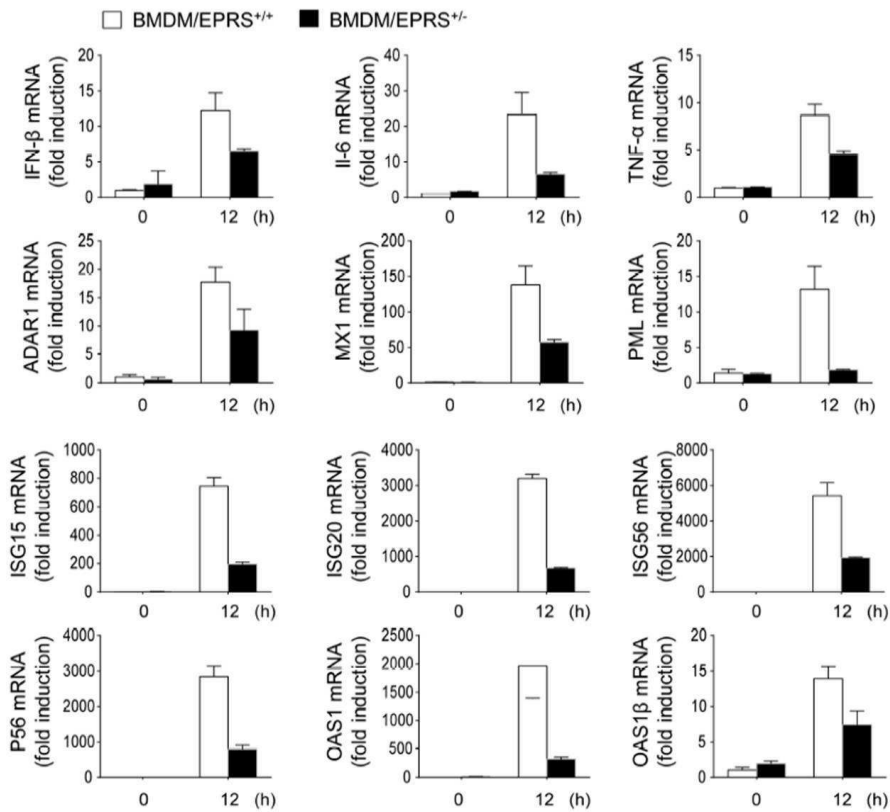 BMDM/EPRS+/+ BMDM/EPRS+/-
IFN-β mRNA
(fold induction)
20
15
10
5
0
0 12 (h)
Il-6 mRNA
(fold induction)
40
30
20
10
0
0 12 (h)
TNF-α mRNA
(fold induction)
15
10
5
0
0 12 (h)
ADAR1 mRNA
(fold induction)
25
20
15
10
5
0
0 12 (h)
MX1 mRNA
(fold induction)
200
150
100
50
0
0 12 (h)
PML mRNA
(fold induction)
20
15
10
5
0
0 12 (h)
ISG15 mRNA
(fold induction)
1000
800
600
400
200
0
0 12 (h)
ISG20 mRNA
(fold induction)
4000
3000
2000
1000
0
0 12 (h)
ISG56 mRNA
(fold induction)
8000
6000
4000
2000
0
0 12 (h)
P56 mRNA
(fold induction)
4000
3000
2000
1000
0
0 12 (h)
OAS1 mRNA
(fold induction)
2500
2000
1500
1000
500
0
0 12 (h)
OAS1β mRNA
(fold induction)
20
15
10
5
0
0 12 (h)